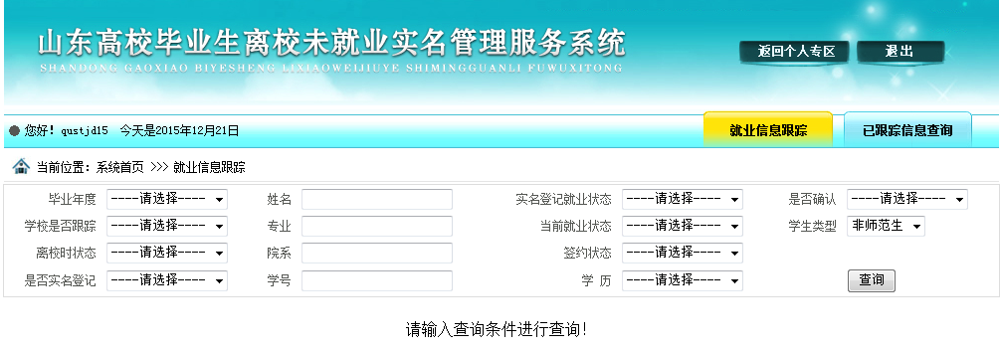 山东高校毕业生离校未就业实名管理服务系统
SHANDONG GAOXIAO BIYESHENG LIXIAOWEIJIUYE SHIMINGGUANLI FUWUXITONG
返回个人专区 退出
您好！qustjd15 今天是2015年12月21日 就业信息跟踪 已跟踪信息查询
当前位置：系统首页 >>> 就业信息跟踪
毕业年度 ----请选择---- 姓名 实名登记就业状态 ----请选择---- 是否确认 ----请选择----
学校是否跟踪 ----请选择---- 专业 当前就业状态 ----请选择---- 学生类型 非师范生
离校时状态 ----请选择---- 院系 签约状态 ----请选择----
是否实名登记 ----请选择---- 学号 学 历 ----请选择---- 查询
请输入查询条件进行查询！